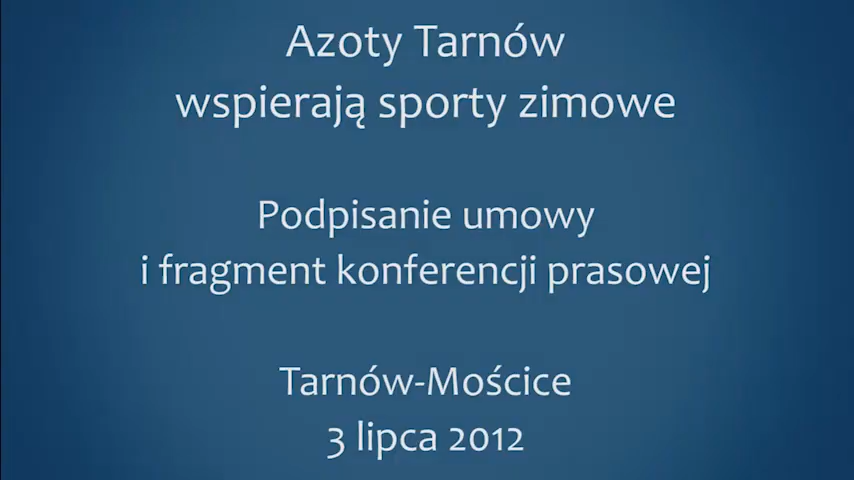 Azoty Tarnów
wspierają sporty zimowe
Podpisanie umowy
i fragment konferencji prasowej
Tarnów-Mościce
3 lipca 2012